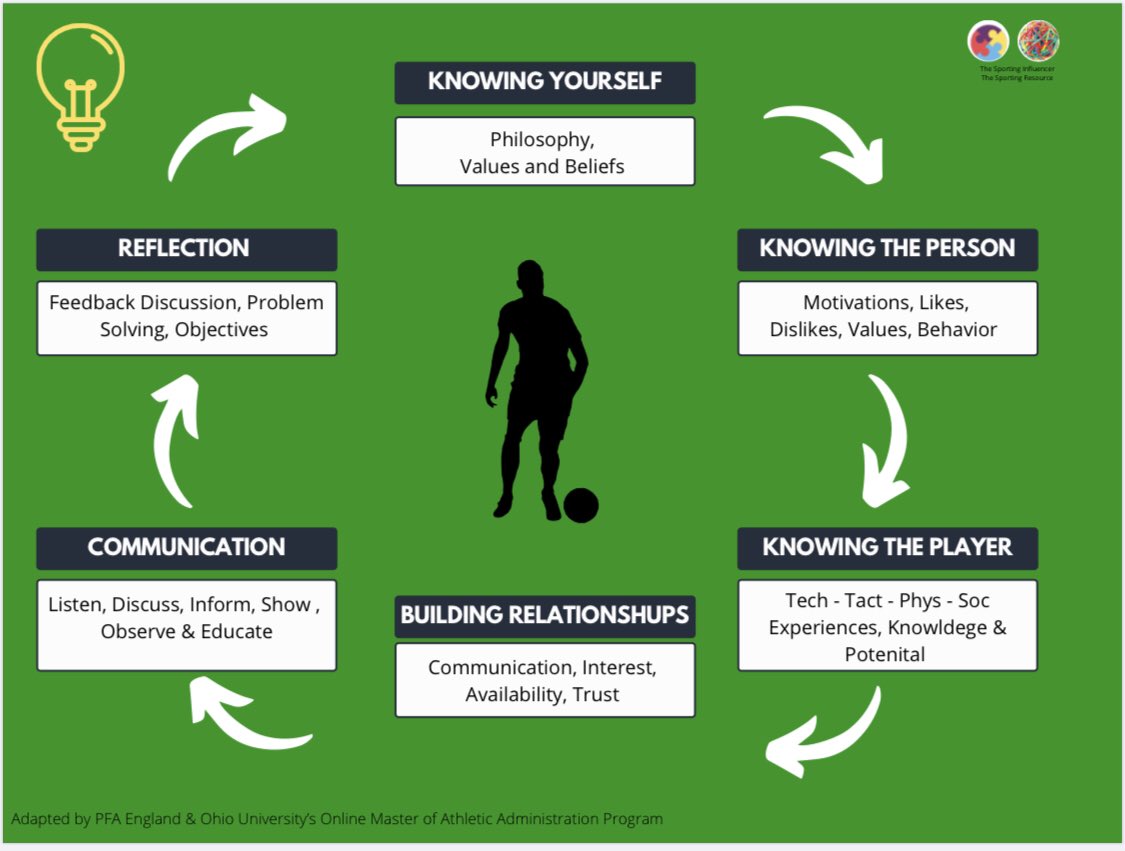 KNOWING YOURSELF
Philosophy,
Values and Beliefs
The Sporting Influencer
The Sporting Resource
KNOWING THE PERSON
Motivations, Likes,
Dislikes, Values, Behavior
KNOWING THE PLAYER
Tech - Tact - Phys - Soc
Experiences, Knowldege &
Potenital
BUILDING RELATIONSHUPS
Communication, Interest,
Availability, Trust
COMMUNICATION
Listen, Discuss, Inform, Show ,
Observe & Educate
REFLECTION
Feedback Discussion, Problem
Solving, Objectives
Adapted by PFA England & Ohio University's Online Master of Athletic Administration Program